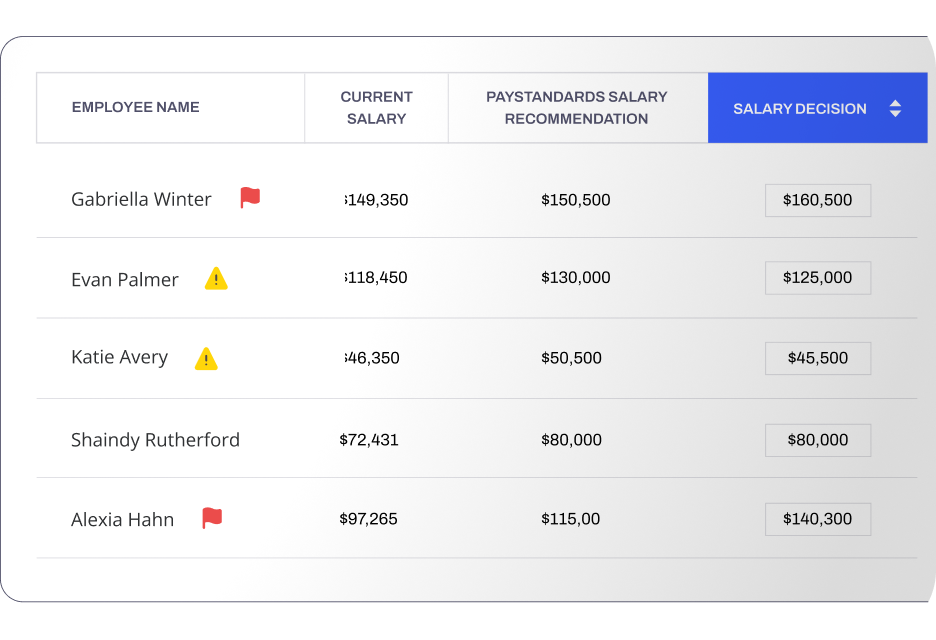 EMPLOYEE NAME
CURRENT
SALARY
PAYSTANDARDS SALARY
RECOMMENDATION
SALARY DECISION
Gabriella Winter $149,350 $150,500 $160,500
Evan Palmer $118,450 $130,000 $125,000
Katie Avery $46,350 $50,500 $45,500
Shaindy Rutherford $72,431 $80,000 $80,000
Alexia Hahn $97,265 $115,00 $140,300